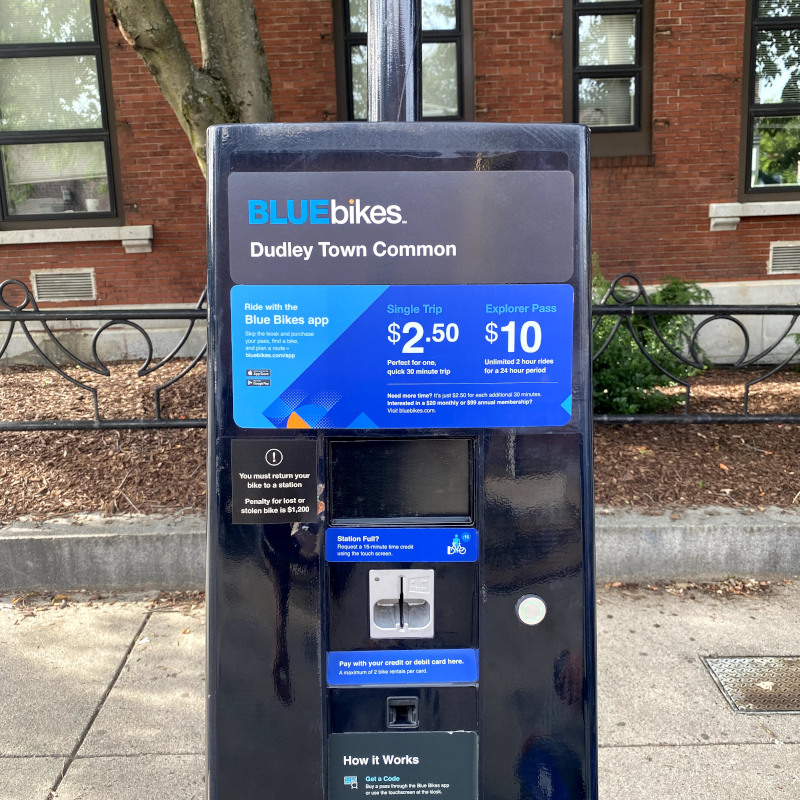 BLUEbikes
Dudley Town Common
Ride with the
Blue Bikes app
Skip the kiosk and purchase
your pass, find a bike,
and plan a route -
bluebikes.com/app
App Store
Google Play
Single Trip
$2.50
Perfect for one,
quick 30 minute trip
Explorer Pass
$10
Unlimited 2 hour rides
for a 24 hour period
Need more time? It's just $2.50 for each additional 30 minutes.
Interested in a $20 monthly or $99 annual membership?
Visit bluebikes.com.
!
You must return your
bike to a station
Penalty for lost or
stolen bike is $1,200
Station Full?
Request a 15-minute time credit
using the touch screen.
+15
Pay with your credit or debit card here.
A maximum of 2 bike rentals per card.
How it Works
Get a Code
Buy a pass through the Blue Bikes app
or use the touchscreen at the kiosk.